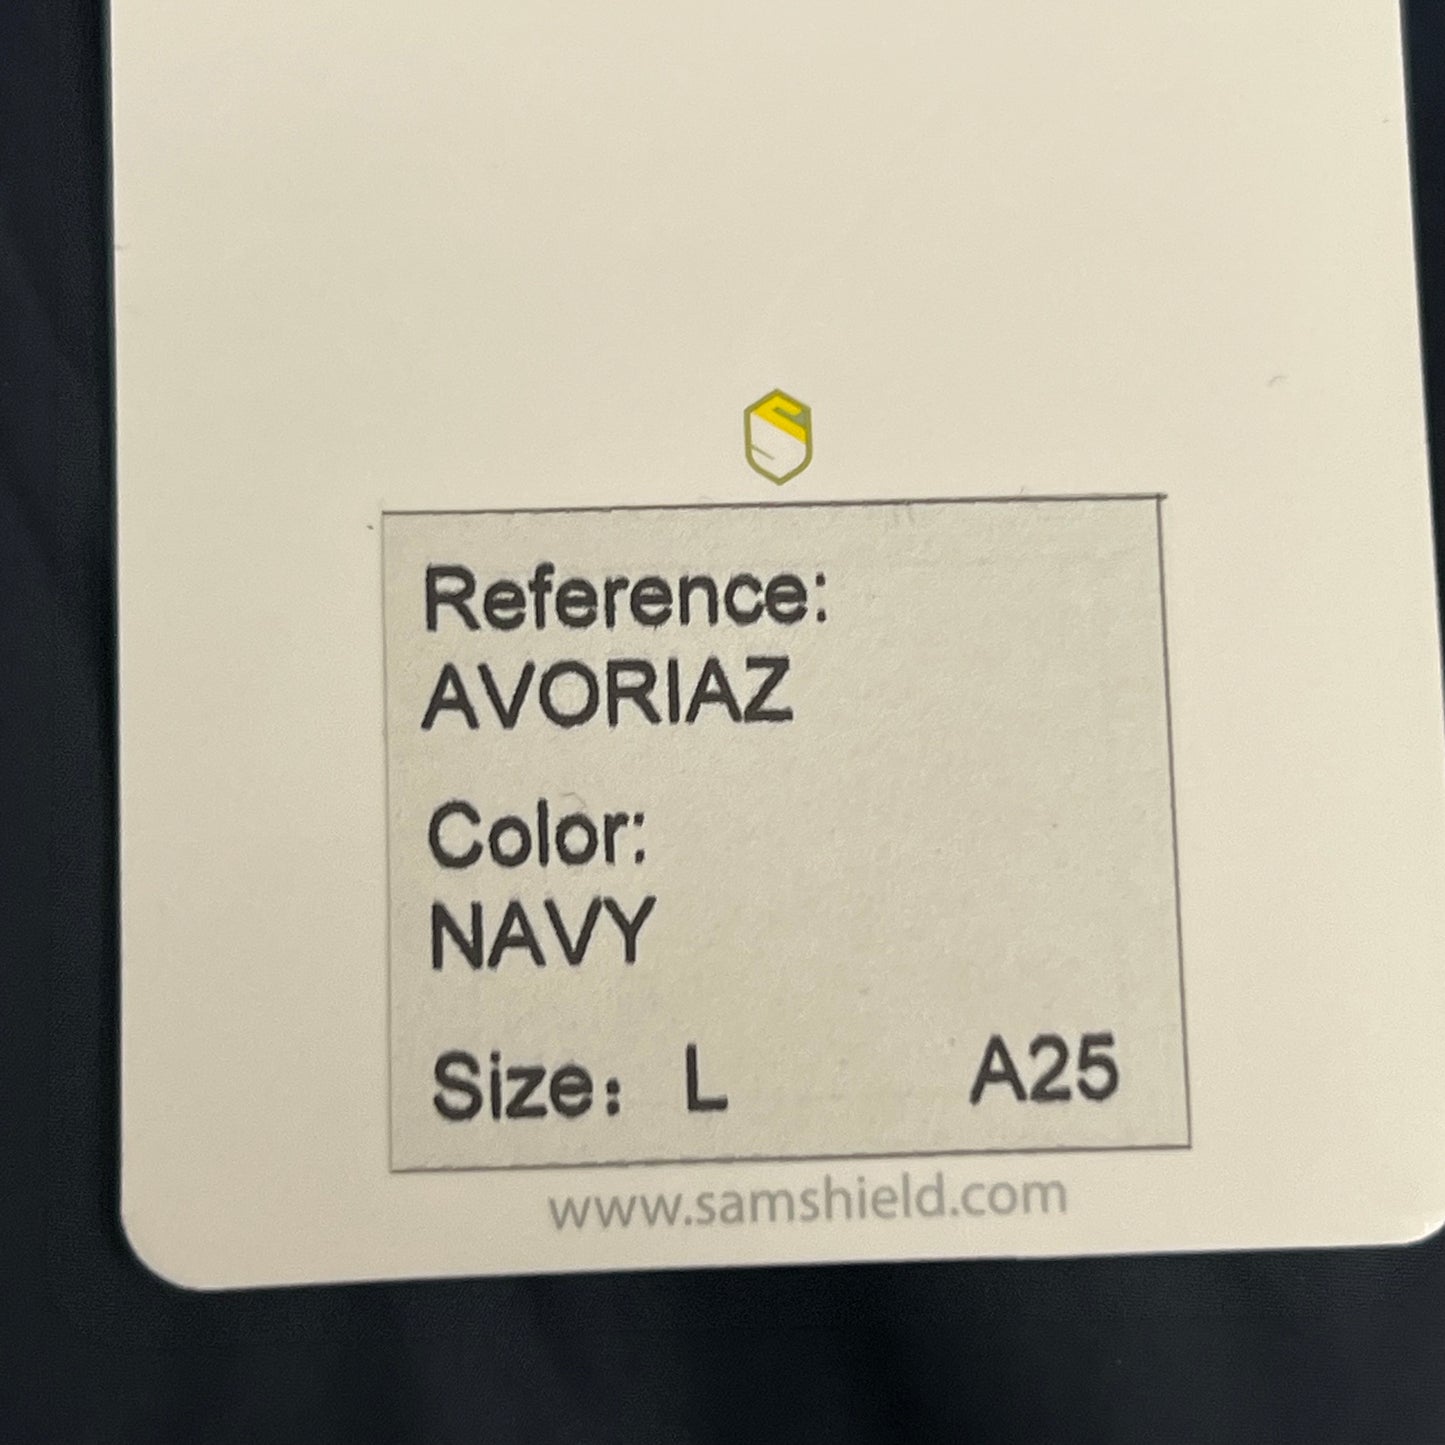 Reference:
AVORIAZ
Color:
NAVY
Size: L A25
www.samshield.com